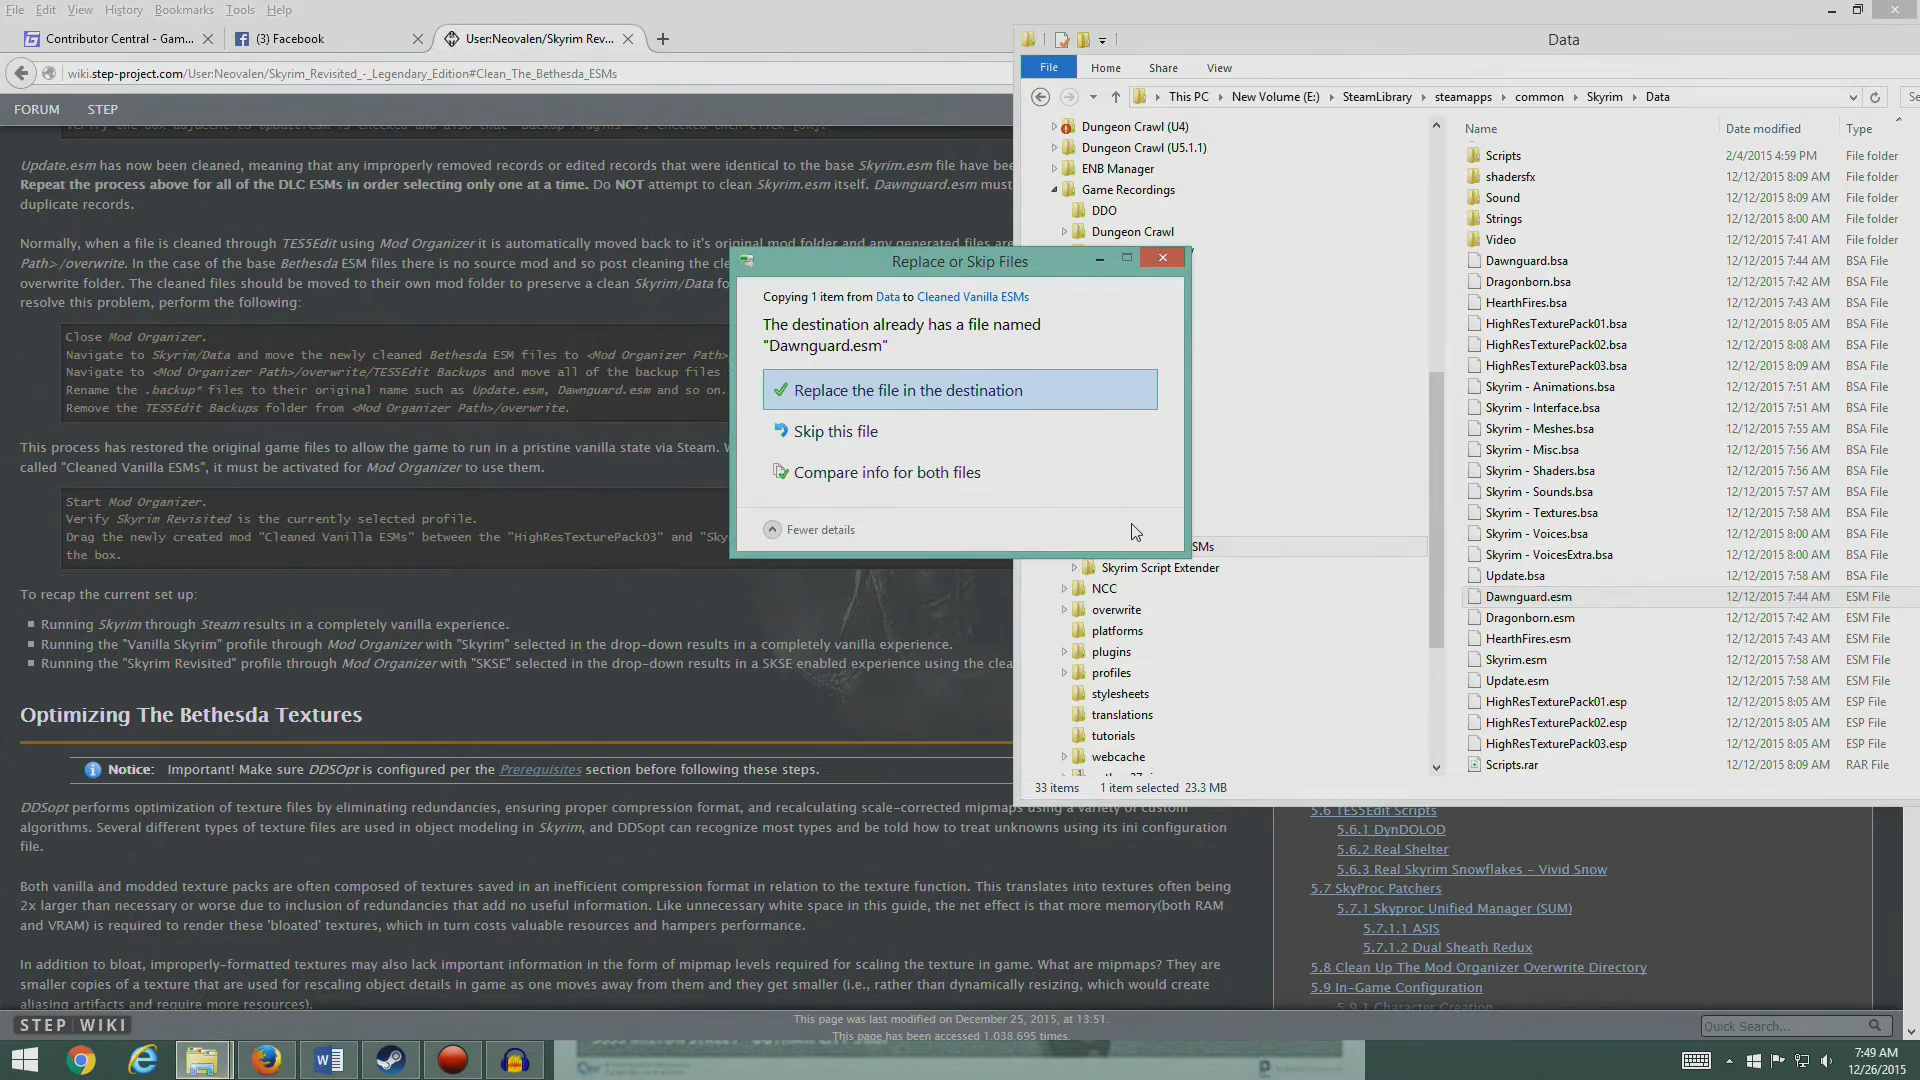 File Edit View History Bookmarks Tools Help
Contributor Central - Gam...
(3) Facebook
User:Neovalen/Skyrim Rev...
wiki.step-project.com/User:Neovalen/Skyrim_Revisited_-_Legendary_Edition#Clean_The_Bethesda_ESMs
FORUM STEP
Update.esm has now been cleaned, meaning that any improperly removed records or edited records that were identical to the base Skyrim.esm file have been
Repeat the process above for all of the DLC ESMs in order selecting only one at a time. Do NOT attempt to clean Skyrim.esm itself. Dawnguard.esm must
duplicate records.
Normally, when a file is cleaned through TES5Edit using Mod Organizer it is automatically moved back to it's original mod folder and any generated files are
Path>/overwrite. In the case of the base Bethesda ESM files there is no source mod and so post cleaning the cle
overwrite folder. The cleaned files should be moved to their own mod folder to preserve a clean Skyrim/Data fo
resolve this problem, perform the following:
Close Mod Organizer.
Navigate to Skyrim/Data and move the newly cleaned Bethesda ESM files to <Mod Organizer Path>
Navigate to <Mod Organizer Path>/overwrite/TES5Edit Backups and move all of the backup files
Rename the .backup* files to their original name such as Update.esm, Dawnguard.esm and so on.
Remove the TES5Edit Backups folder from <Mod Organizer Path>/overwrite.
This process has restored the original game files to allow the game to run in a pristine vanilla state via Steam. W
called "Cleaned Vanilla ESMs", it must be activated for Mod Organizer to use them.
Start Mod Organizer.
Verify Skyrim Revisited is the currently selected profile.
Drag the newly created mod "Cleaned Vanilla ESMs" between the "HighResTexturePack03" and "Sky
the box.
To recap the current set up:
Running Skyrim through Steam results in a completely vanilla experience.
Running the "Vanilla Skyrim" profile through Mod Organizer with "Skyrim" selected in the drop-down results in a completely vanilla experience.
Running the "Skyrim Revisited" profile through Mod Organizer with "SKSE" selected in the drop-down results in a SKSE enabled experience using the clea
Optimizing The Bethesda Textures
Notice: Important! Make sure DDSOpt is configured per the Prerequisites section before following these steps.
DDSopt performs optimization of texture files by eliminating redundancies, ensuring proper compression format, and recalculating scale-corrected mipmaps using a variety of custom
algorithms. Several different types of texture files are used in object modeling in Skyrim, and DDSopt can recognize most types and be told how to treat unknowns using its ini configuration
file.
Both vanilla and modded texture packs are often composed of textures saved in an inefficient compression format in relation to the texture function. This translates into textures often being
2x larger than necessary or worse due to inclusion of redundancies that add no useful information. Like unnecessary white space in this guide, the net effect is that more memory(both RAM
and VRAM) is required to render these 'bloated' textures, which in turn costs valuable resources and hampers performance.
In addition to bloat, improperly-formatted textures may also lack important information in the form of mipmap levels required for scaling the texture in game. What are mipmaps? They are
smaller copies of a texture that are used for rescaling object details in game as one moves away from them and they get smaller (i.e., rather than dynamically resizing, which would create
aliasing artifacts and require more resources).
5.6 TES5Edit Scripts
5.6.1 DynDOLOD
5.6.2 Real Shelter
5.6.3 Real Skyrim Snowflakes - Vivid Snow
5.7 SkyProc Patchers
5.7.1 Skyproc Unified Manager (SUM)
5.7.1.1 ASIS
5.7.1.2 Dual Sheath Redux
5.8 Clean Up The Mod Organizer Overwrite Directory
5.9 In-Game Configuration
5.9.1 Character Creation
STEP WIKI
This page was last modified on December 25, 2015, at 13:51.
This page has been accessed 1,038,695 times.
Quick Search...
Replace or Skip Files
Copying 1 item from Data to Cleaned Vanilla ESMs
The destination already has a file named
"Dawnguard.esm"
Replace the file in the destination
Skip this file
Compare info for both files
Fewer details
Data
File Home Share View
This PC New Volume (E:) SteamLibrary steamapps common Skyrim Data
Se
Dungeon Crawl (U4)
Dungeon Crawl (U5.1.1)
ENB Manager
Game Recordings
DDO
Dungeon Crawl
SMs
Skyrim Script Extender
NCC
overwrite
platforms
plugins
profiles
stylesheets
translations
tutorials
webcache
Name Date modified Type
Scripts 2/4/2015 4:59 PM File folder
shadersfx 12/12/2015 8:09 AM File folder
Sound 12/12/2015 8:09 AM File folder
Strings 12/12/2015 8:00 AM File folder
Video 12/12/2015 7:41 AM File folder
Dawnguard.bsa 12/12/2015 7:44 AM BSA File
Dragonborn.bsa 12/12/2015 7:42 AM BSA File
HearthFires.bsa 12/12/2015 7:43 AM BSA File
HighResTexturePack01.bsa 12/12/2015 8:05 AM BSA File
HighResTexturePack02.bsa 12/12/2015 8:08 AM BSA File
HighResTexturePack03.bsa 12/12/2015 8:05 AM BSA File
Skyrim - Animations.bsa 12/12/2015 7:51 AM BSA File
Skyrim - Interface.bsa 12/12/2015 7:51 AM BSA File
Skyrim - Meshes.bsa 12/12/2015 7:55 AM BSA File
Skyrim - Misc.bsa 12/12/2015 7:56 AM BSA File
Skyrim - Shaders.bsa 12/12/2015 7:56 AM BSA File
Skyrim - Sounds.bsa 12/12/2015 7:57 AM BSA File
Skyrim - Textures.bsa 12/12/2015 7:54 AM BSA File
Skyrim - Voices.bsa 12/12/2015 7:51 AM BSA File
Skyrim - VoicesExtra.bsa 12/12/2015 7:56 AM BSA File
Update.bsa 12/12/2015 7:58 AM BSA File
Dawnguard.esm 12/12/2015 7:44 AM ESM File
Dragonborn.esm 12/12/2015 7:42 AM ESM File
HearthFires.esm 12/12/2015 7:43 AM ESM File
Skyrim.esm 12/12/2015 7:58 AM ESM File
Update.esm 12/12/2015 7:58 AM ESM File
HighResTexturePack01.esp 12/12/2015 8:05 AM ESP File
HighResTexturePack02.esp 12/12/2015 8:05 AM ESP File
HighResTexturePack03.esp 12/12/2015 8:05 AM ESP File
Scripts.rar 12/12/2015 8:09 AM RAR File
33 items 1 item selected 23.3 MB
7:49 AM
12/26/2015